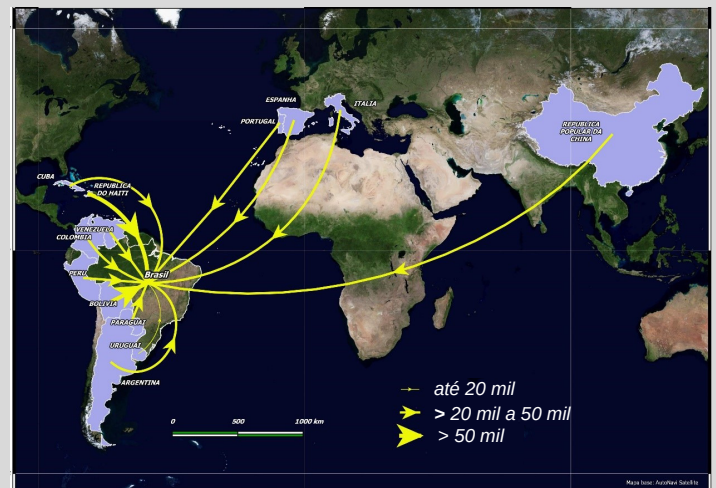 ESPANHA
ITALIA
PORTUGAL
REPUBLICA
POPULAR DA
CHINA
CUBA
REPUBLICA
DO HAITI
VENEZUELA
COLOMBIA
PERU
Brasil
BOLIVIA
PARAGUAI
URUGUAI
ARGENTINA
até 20 mil
> 20 mil a 50 mil
> 50 mil
0 500 1000 km
Mapa base: AutoNavi Satellite